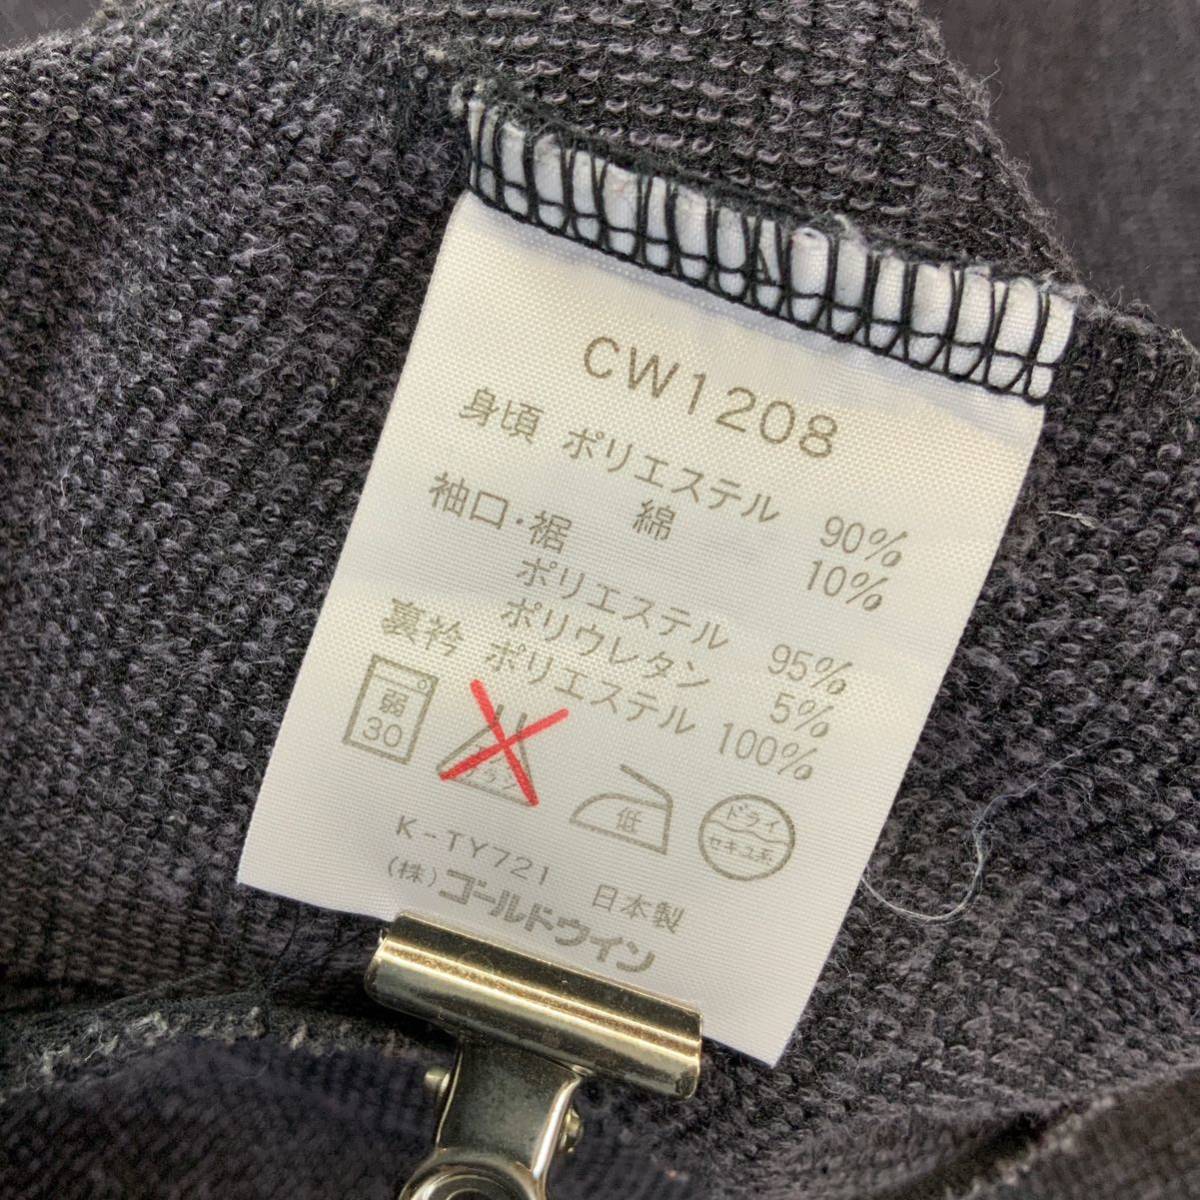 CW1208
身頃 ポリエステル 90%
綿 10%
袖口・裾
ポリエステル 95%
ポリウレタン 5%
裏衿 ポリエステル 100%
弱
30
低
ドライ
セキユ系
K-TY721 日本製
(株)ゴールドウイン